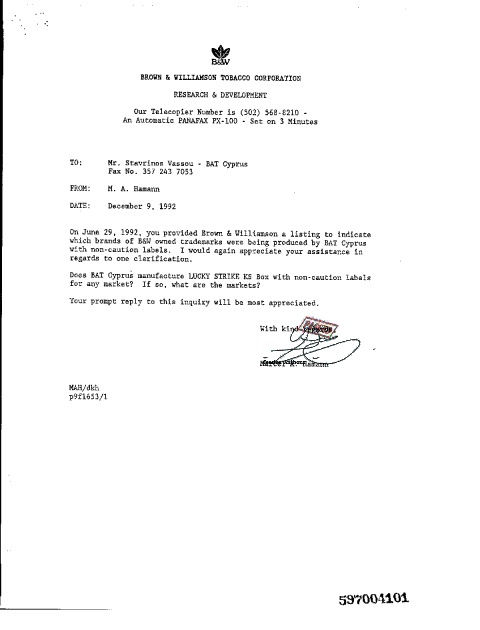 B&W
BROWN & WILLIAMSON TOBACCO CORPORATION
RESEARCH & DEVELOPMENT
Our Telecopier Number is (502) 568-8210 -
An Automatic PANAFAX PX-100 - Set on 3 Minutes
TO: Mr. Stavrinos Vassou - BAT Cyprus
Fax No. 357 243 7053
FROM: M. A. Hamann
DATE: December 9, 1992
On June 29, 1992, you provided Brown & Williamson a listing to indicate
which brands of B&W owned trademarks were being produced by BAT Cyprus
with non-caution labels. I would again appreciate your assistance in
regards to one clarification.
Does BAT Cyprus manufacture LUCKY STRIKE KS Box with non-caution labels
for any market? If so, what are the markets?
Your prompt reply to this inquiry will be most appreciated.
With kind
Hamann
MAH/dkh
p9f1653/1
597004101